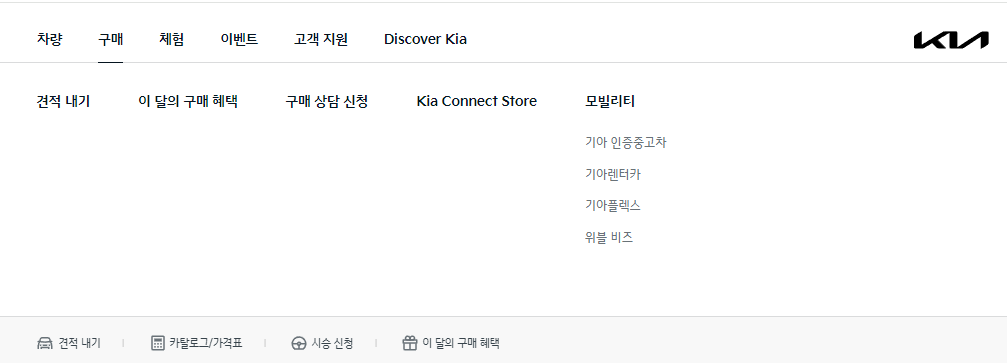 차량 구매 체험 이벤트 고객 지원 Discover Kia KIA
견적 내기 이 달의 구매 혜택 구매 상담 신청 Kia Connect Store 모빌리티
기아 인증중고차
기아렌터카
기아플렉스
위블 비즈
견적 내기 카탈로그/가격표 시승 신청 이 달의 구매 혜택